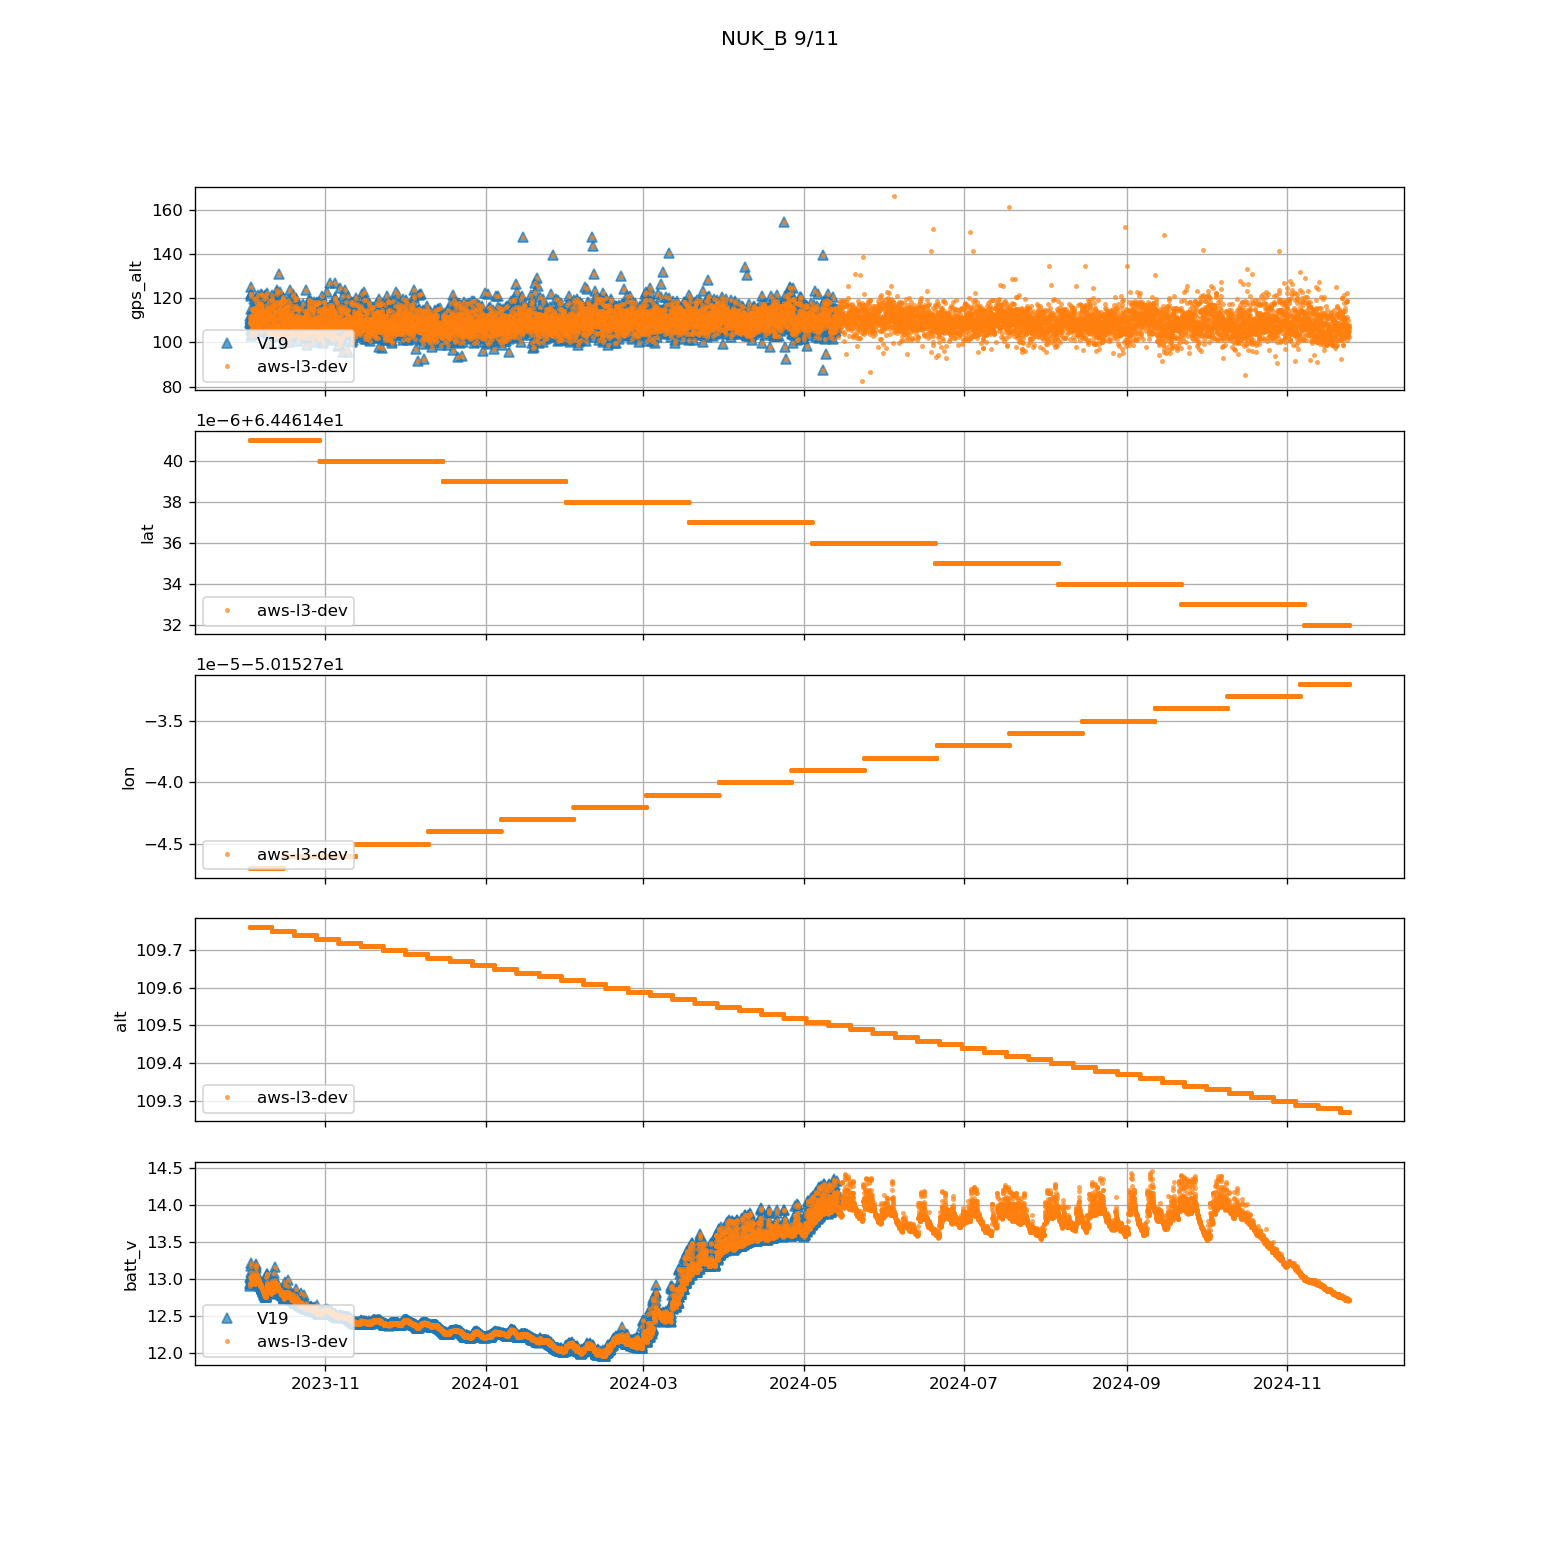 NUK_B 9/11
160
140
120
100
80
gps_alt
V19
aws-l3-dev
1e−6+6.44614e1
40
38
36
34
32
lat
aws-l3-dev
1e−5−5.01527e1
−3.5
−4.0
−4.5
lon
aws-l3-dev
109.7
109.6
109.5
109.4
109.3
alt
aws-l3-dev
14.5
14.0
13.5
13.0
12.5
12.0
batt_v
V19
aws-l3-dev
2023-11 2024-01 2024-03 2024-05 2024-07 2024-09 2024-11